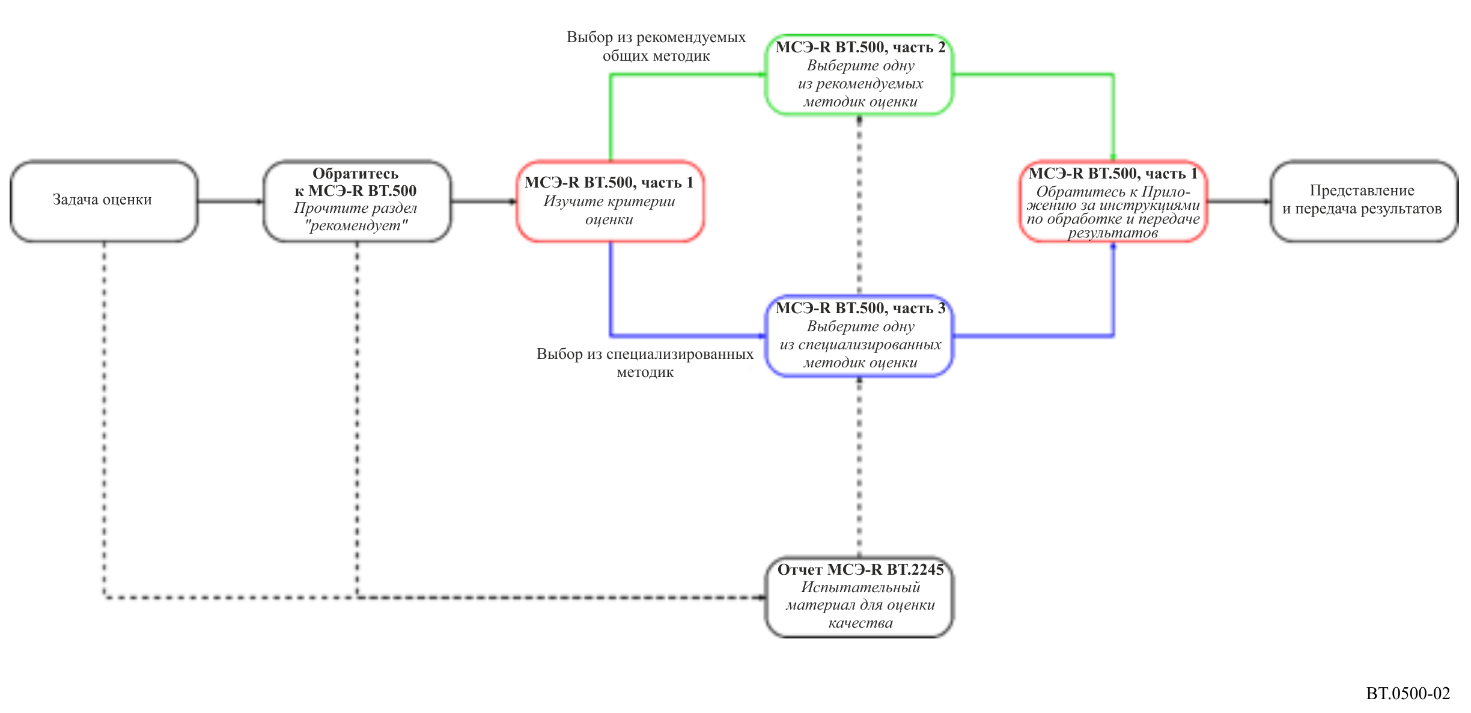 Выбор из рекомендуемых
общих методик
МСЭ-R BT.500, часть 2
Выберите одну
из рекомендуемых
методик оценки
Задача оценки
Обратитесь
к МСЭ-R BT.500
Прочтите раздел
"рекомендует"
МСЭ-R BT.500, часть 1
Изучите критерии
оценки
МСЭ-R BT.500, часть 1
Обратитесь к Прило-
жению за инструкциями
по обработке и передаче
результатов
Представление
и передача результатов
МСЭ-R BT.500, часть 3
Выберите одну
из специализированных
методик оценки
Выбор из специализированных
методик
Отчет МСЭ-R BT.2245
Испытательный
материал для оценки
качества
BT.0500-02